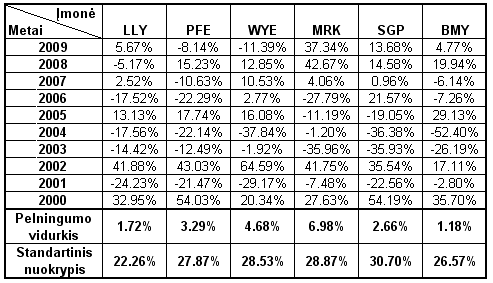 Įmonė
Metai LLY PFE WYE MRK SGP BMY
2009 5.67% -8.14% -11.39% 37.34% 13.68% 4.77%
2008 -5.17% 15.23% 12.85% 42.67% 14.58% 19.94%
2007 2.52% -10.63% 10.53% 4.06% 0.96% -6.14%
2006 -17.52% -22.29% 2.77% -27.79% 21.57% -7.26%
2005 13.13% 17.74% 16.08% -11.19% -19.05% 29.13%
2004 -17.56% -22.14% -37.84% -1.20% -36.38% -52.40%
2003 -14.42% -12.49% -1.92% -35.96% -35.93% -26.19%
2002 41.88% 43.03% 64.59% 41.75% 35.54% 17.11%
2001 -24.23% -21.47% -29.17% -7.48% -22.56% -2.80%
2000 32.95% 54.03% 20.34% 27.63% 54.19% 35.70%
Pelningumo
vidurkis 1.72% 3.29% 4.68% 6.98% 2.66% 1.18%
Standartinis
nuokrypis 22.26% 27.87% 28.53% 28.87% 30.70% 26.57%